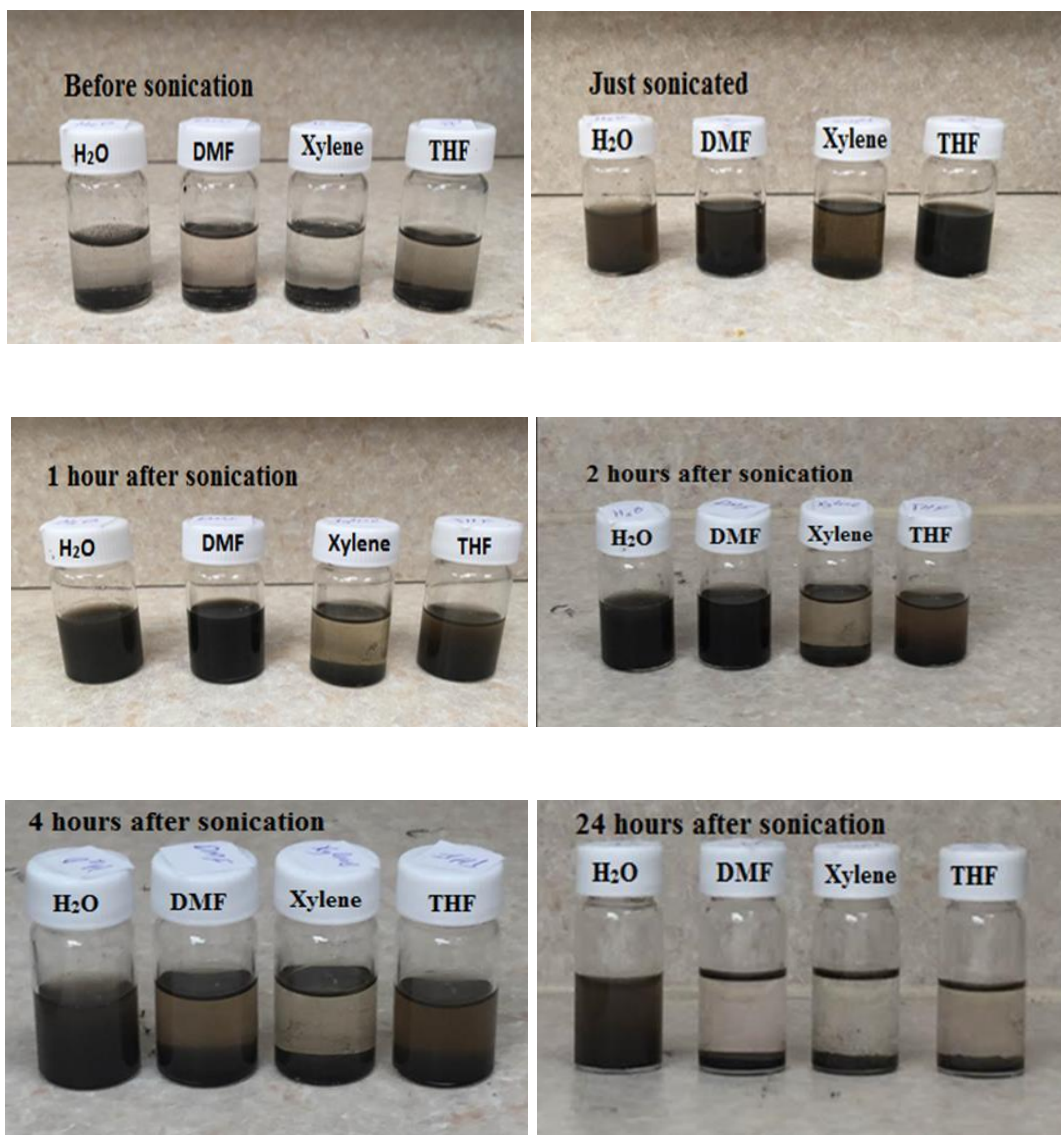 Before sonication
H₂O DMF Xylene THF
Just sonicated
H₂O DMF Xylene THF
1 hour after sonication
H₂O DMF Xylene THF
2 hours after sonication
H₂O DMF Xylene THF
4 hours after sonication
H₂O DMF Xylene THF
24 hours after sonication
H₂O DMF Xylene THF